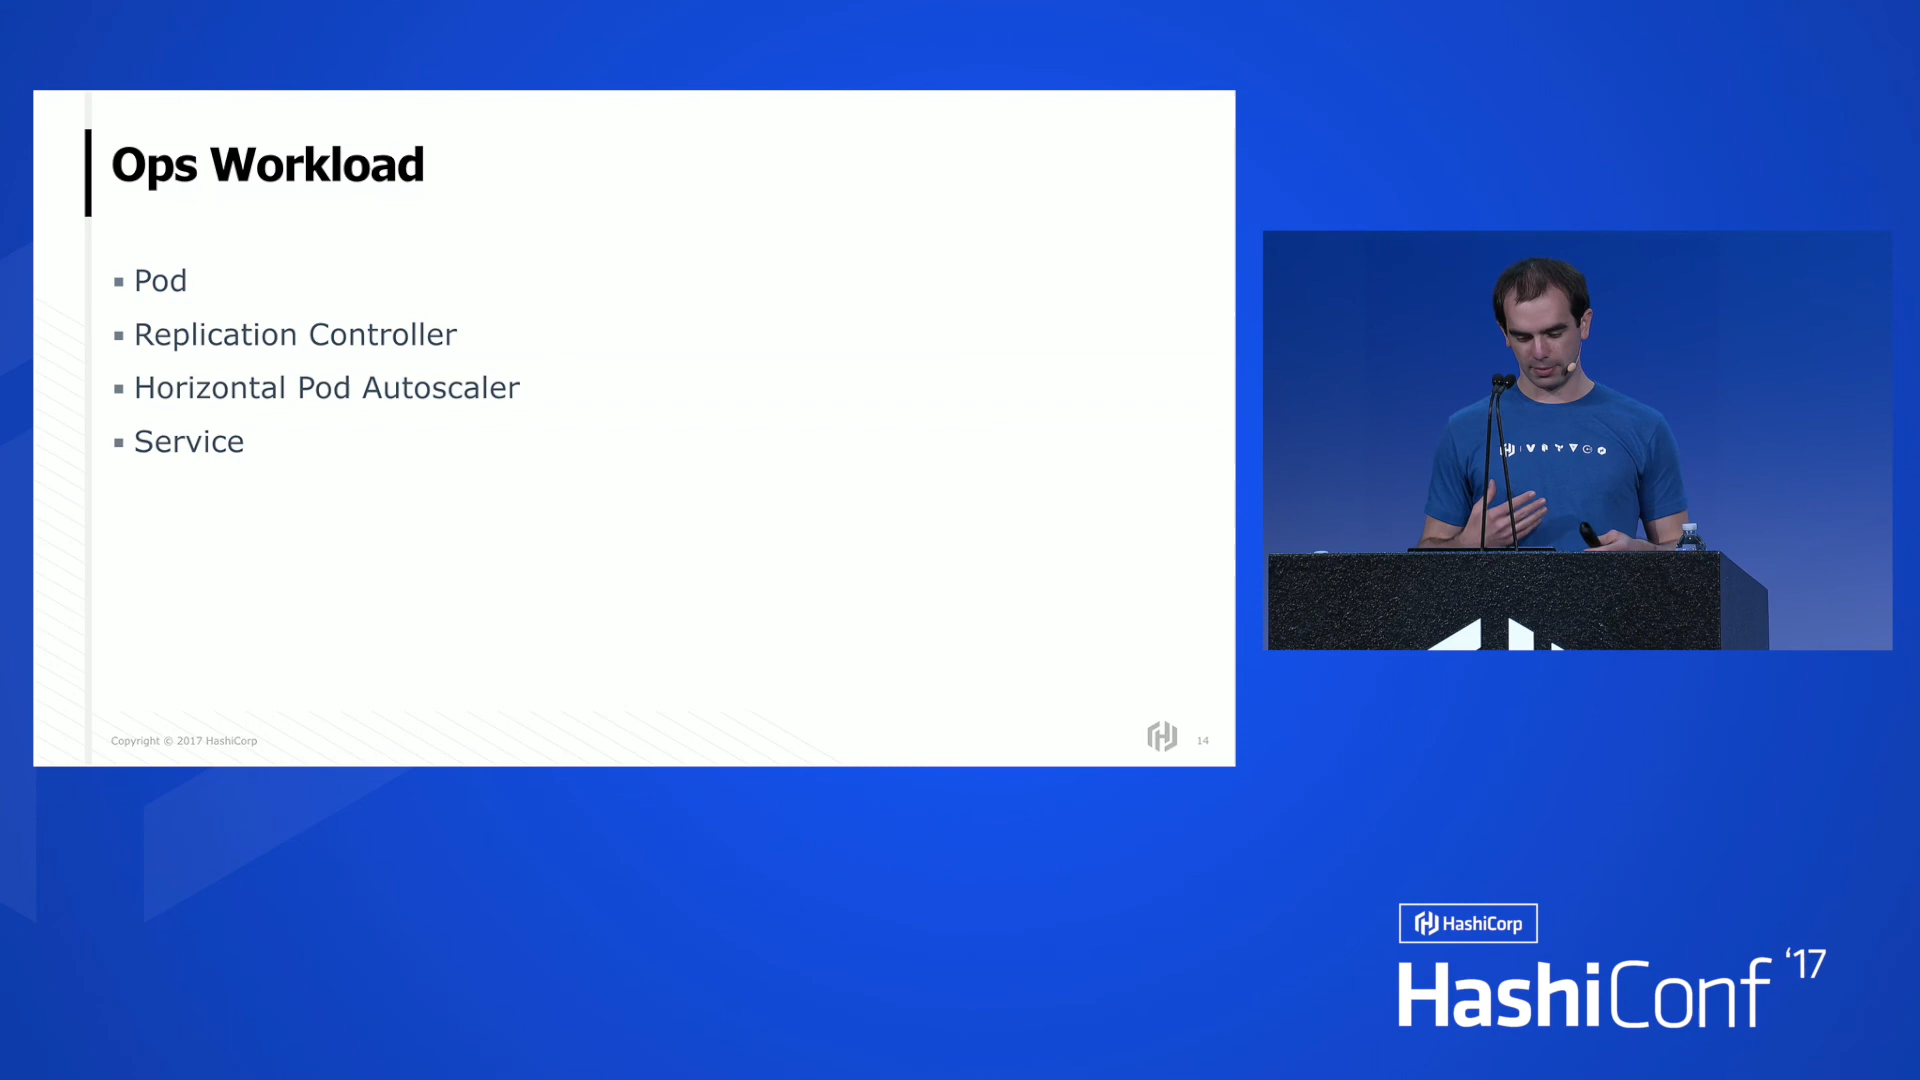 Ops Workload
Pod
Replication Controller
Horizontal Pod Autoscaler
Service
Copyright © 2017 HashiCorp
14
HashiCorp
HashiConf '17